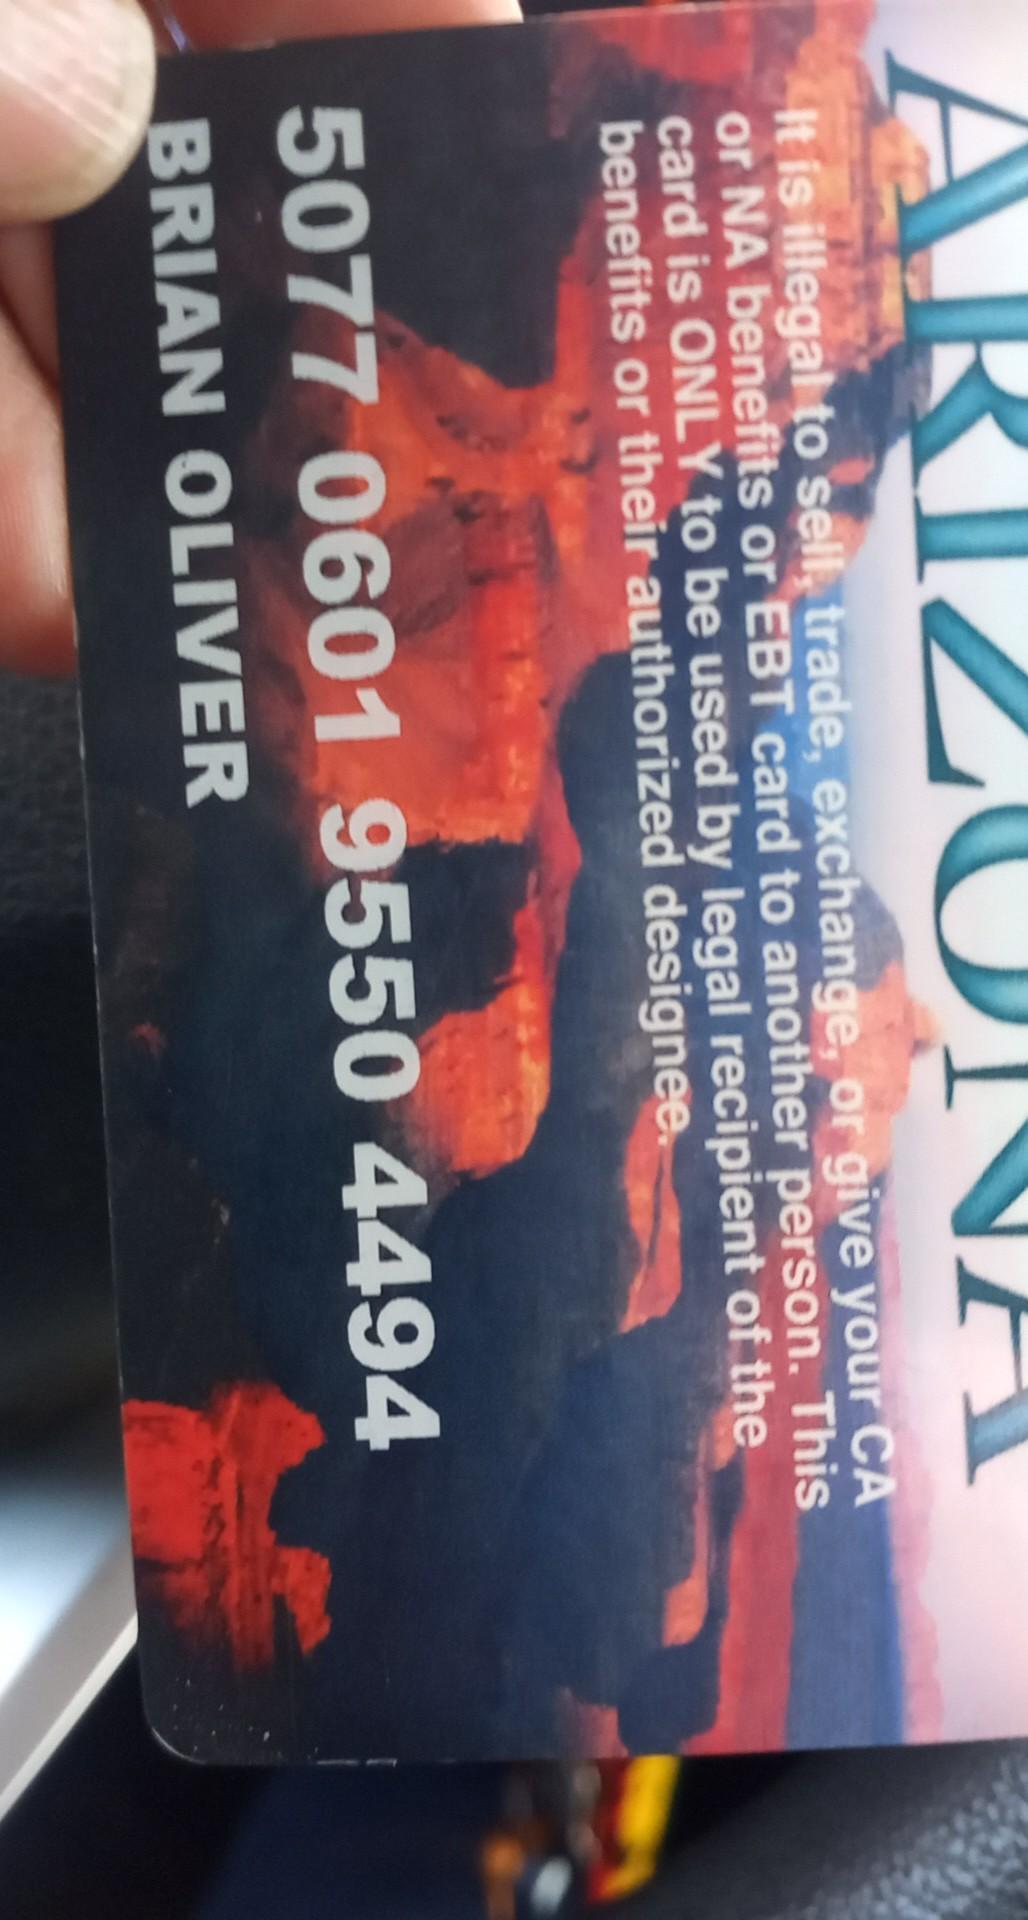 ARIZONA
It is illegal to sell, trade, exchange, or give your CA
or NA benefits or EBT card to another person. This
card is ONLY to be used by legal recipient of the
benefits or their authorized designee.
5077 0601 9550 4494
BRIAN OLIVER